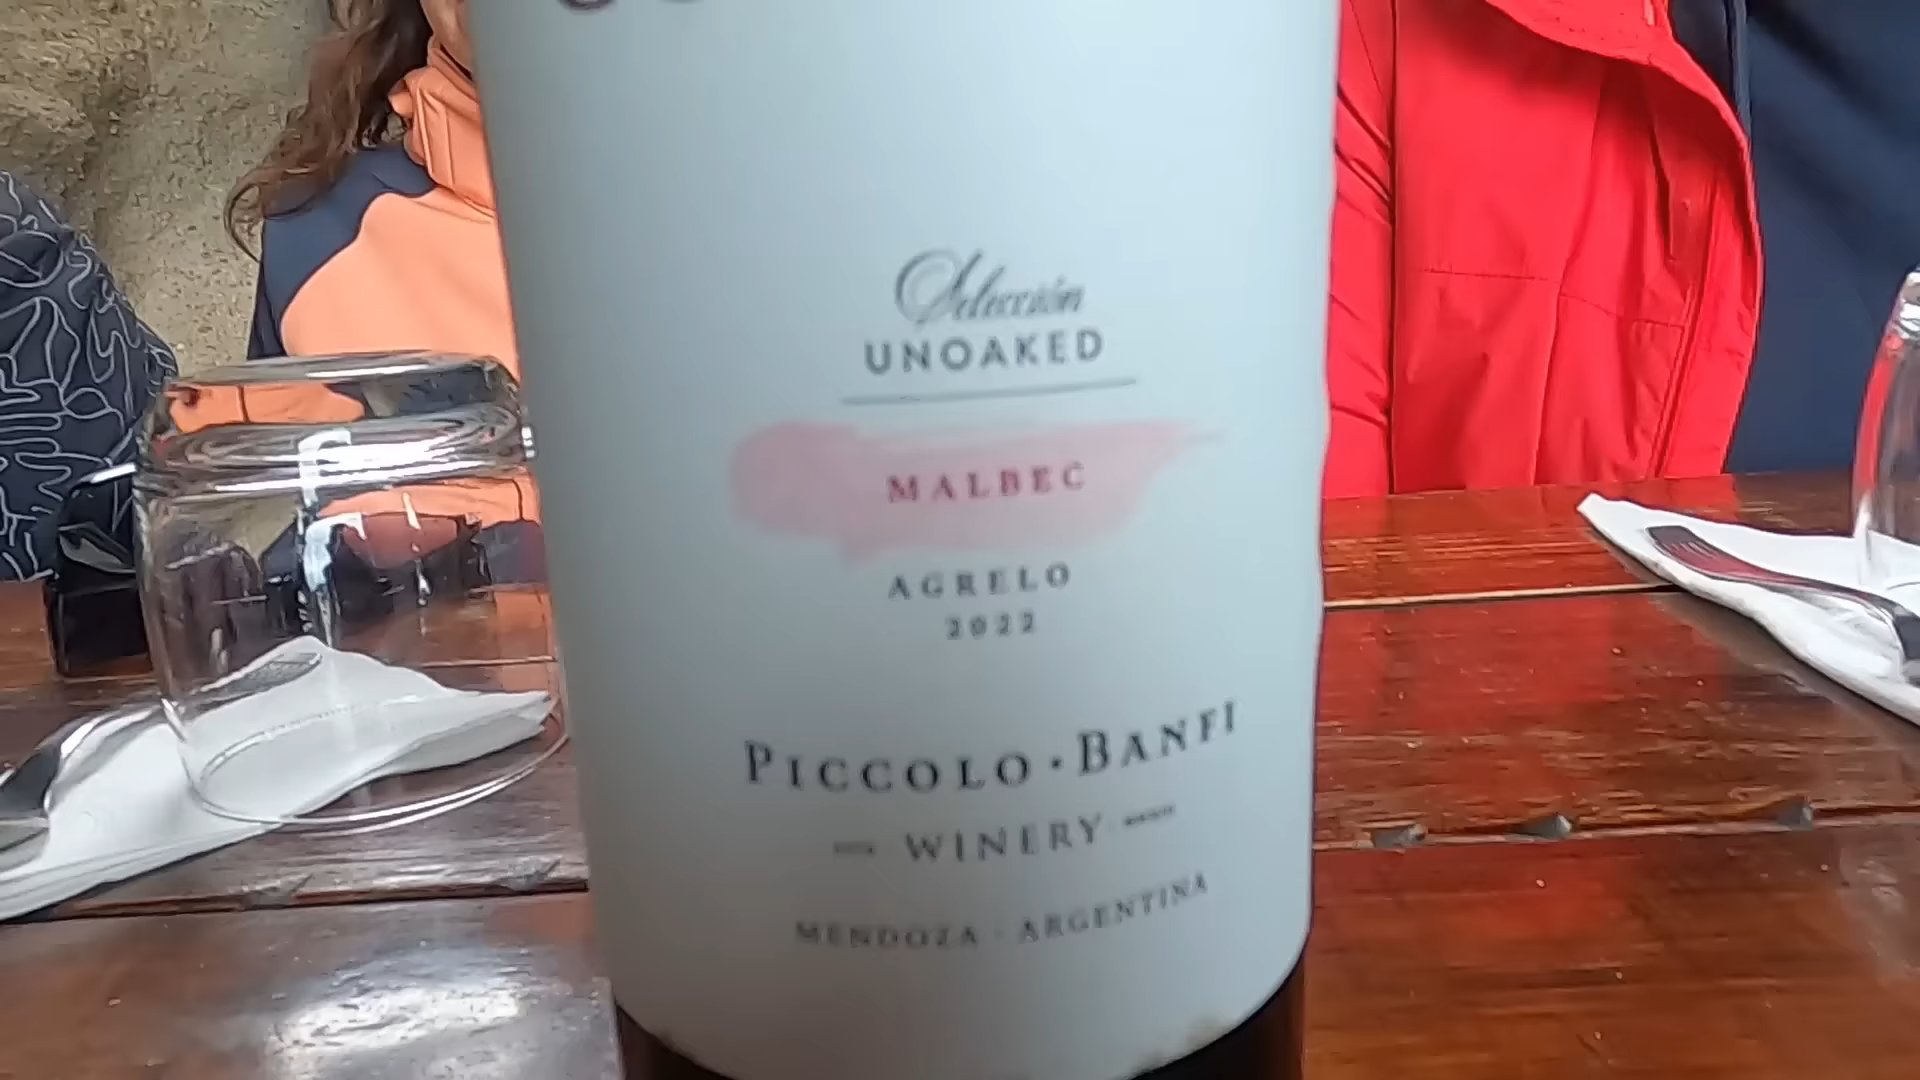 Selección
UNOAKED
MALBEC
AGRELO
2022
PICCOLO · BANFI
WINERY
MENDOZA · ARGENTINA